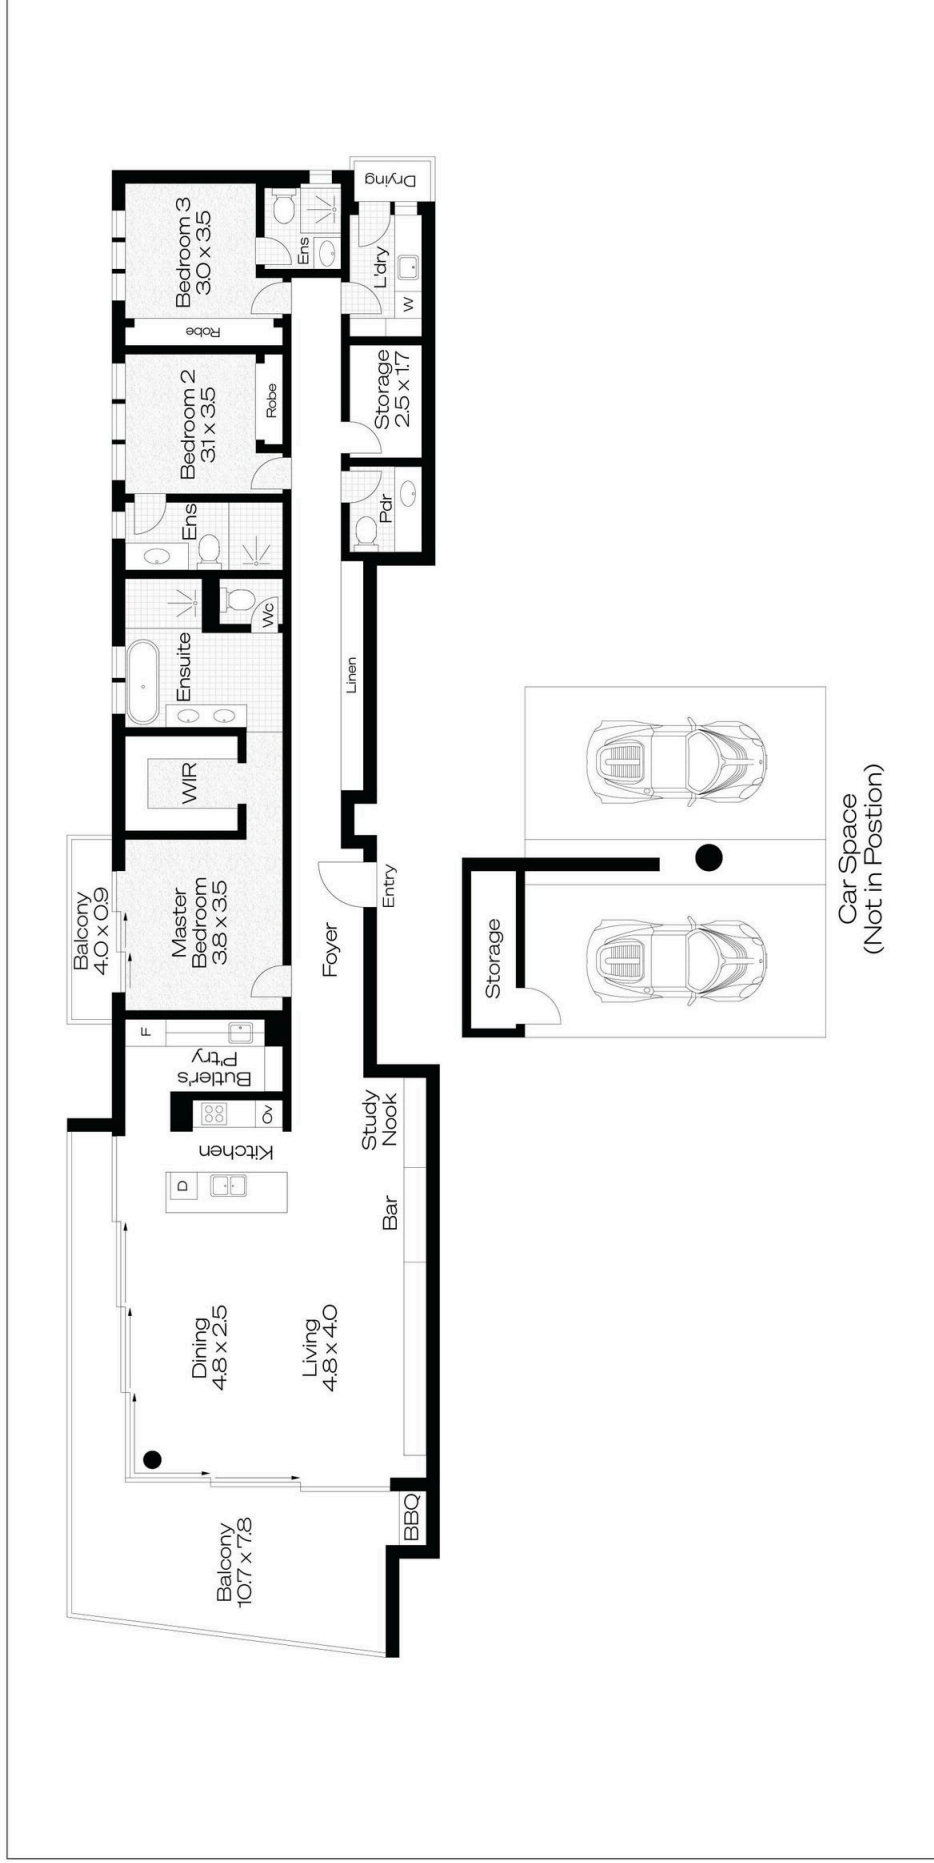 Balcony
10.7 x 7.8
BBQ
Dining
4.8 x 2.5
Living
4.8 x 4.0
Bar
Study
Nook
Kitchen
D
Ov
Butler's
P'try
F
Balcony
4.0 x 0.9
Master
Bedroom
3.8 x 3.5
Foyer
Entry
WIR
Ensuite
Wc
Linen
Ens
Pdr
Bedroom 2
3.1 x 3.5
Robe
Storage
2.5 x 1.7
Robe
Bedroom 3
3.0 x 3.5
Ens
L'dry
W
Drying
Storage
Car Space
(Not in Postion)